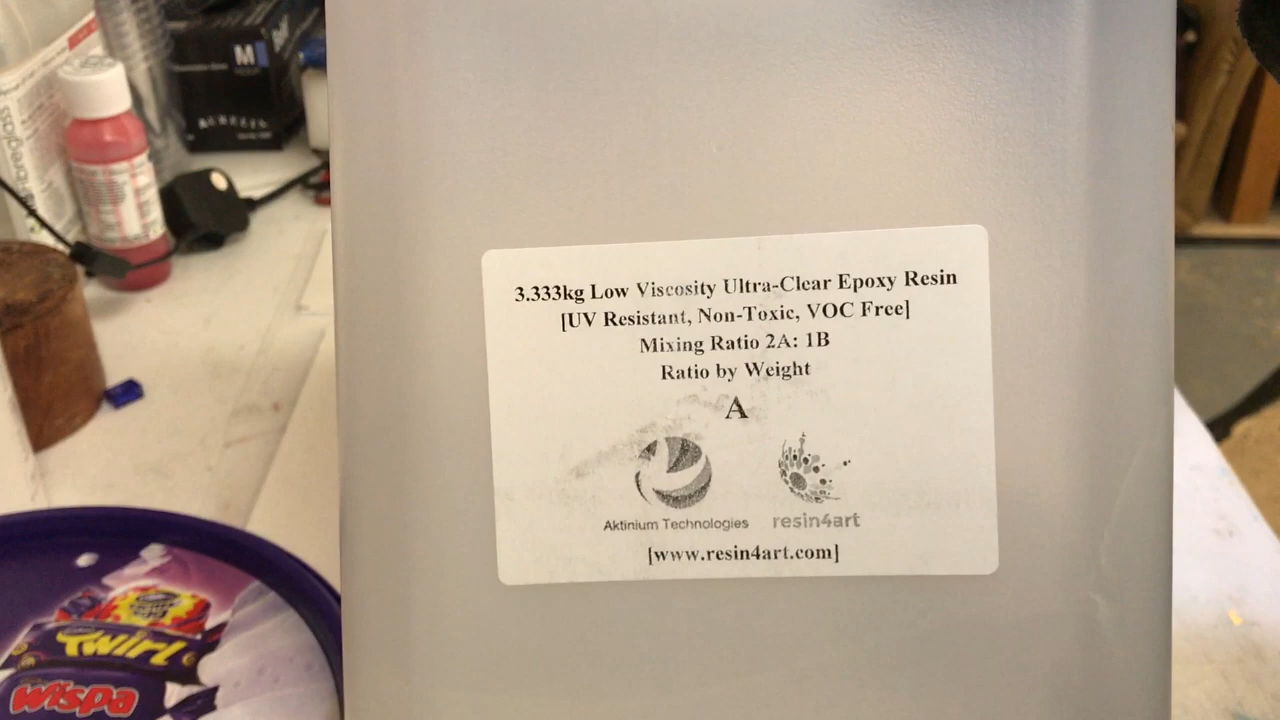 3.333kg Low Viscosity Ultra-Clear Epoxy Resin
[UV Resistant, Non-Toxic, VOC Free]
Mixing Ratio 2A: 1B
Ratio by Weight
A
Aktinium Technologies
resin4art
[www.resin4art.com]
M
Twirl
Wispa